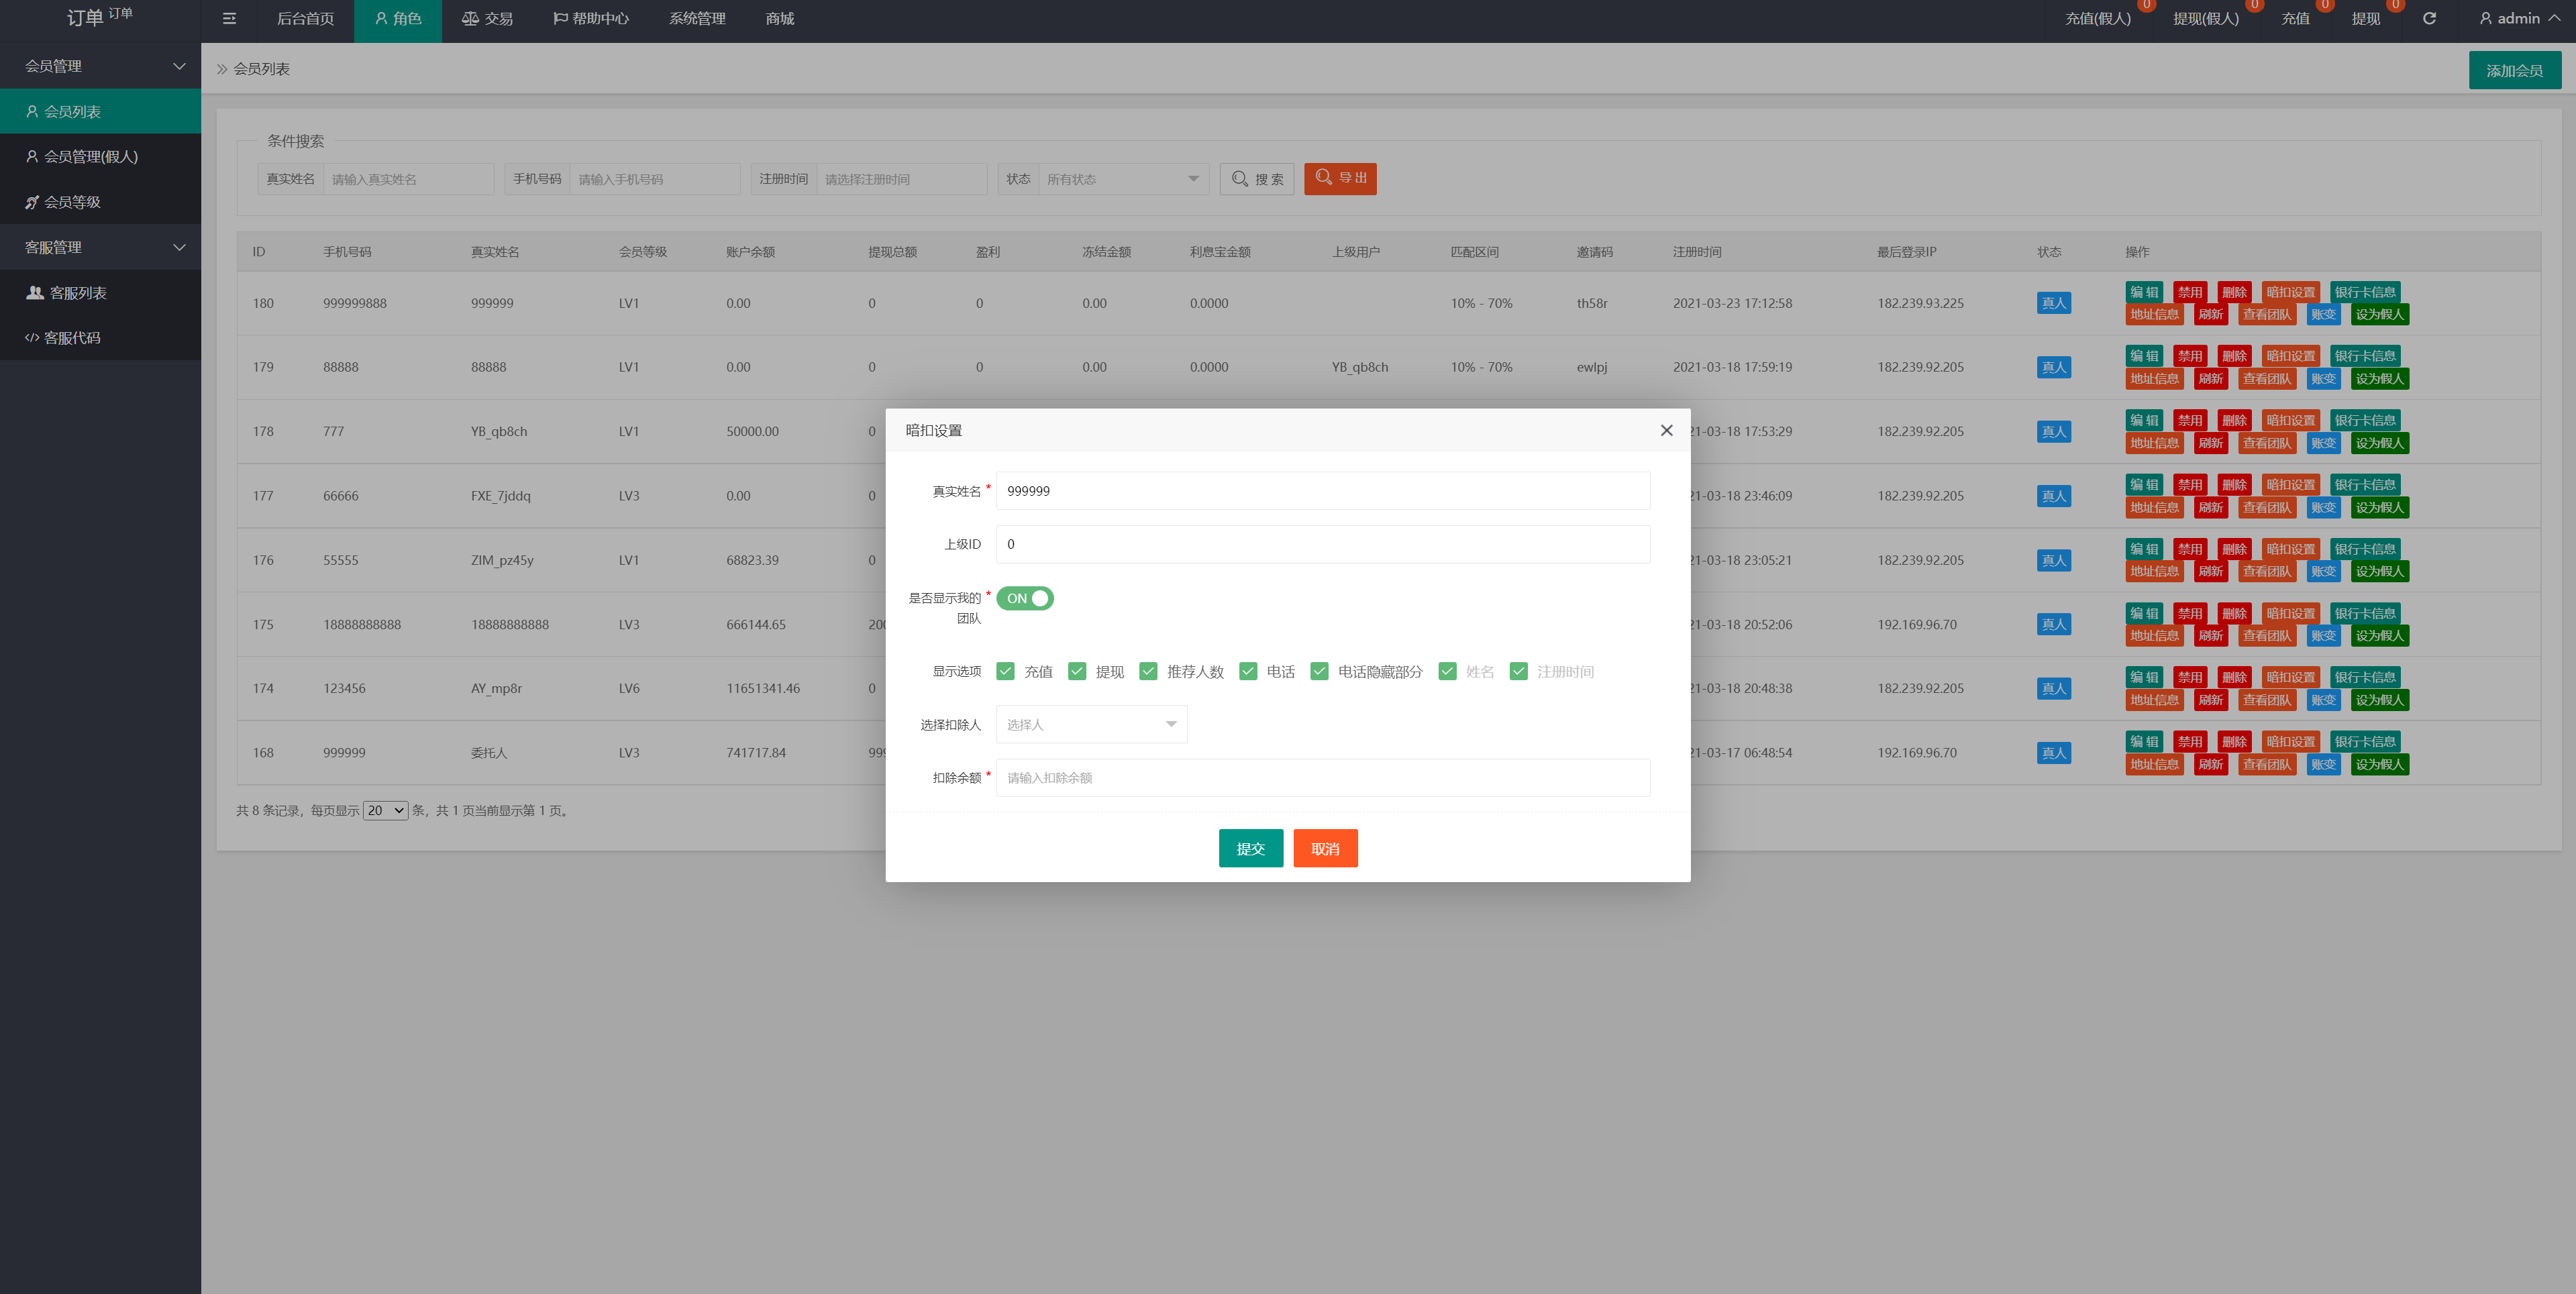 订单 订单
后台首页 角色 交易 帮助中心 系统管理 商城
充值(假人) 0 提现(假人) 0 充值 0 提现 0 admin
会员管理
会员列表
会员管理(假人)
会员等级
客服管理
客服列表
客服代码
会员列表
添加会员
条件搜索
真实姓名 请输入真实姓名 手机号码 请输入手机号码 注册时间 请选择注册时间 状态 所有状态 搜 索 导 出
ID 手机号码 真实姓名 会员等级 账户余额 提现总额 盈利 冻结金额 利息宝金额 上级用户 匹配区间 邀请码 注册时间 最后登录IP 状态 操作
180 999999888 999999 LV1 0.00 0 0 0.00 0.0000 10% - 70% th58r 2021-03-23 17:12:58 182.239.93.225 真人 编 辑 禁用 删除 暗扣设置 银行卡信息
地址信息 刷新 查看团队 账变 设为假人
179 88888 88888 LV1 0.00 0 0 0.00 0.0000 YB_qb8ch 10% - 70% ewlpj 2021-03-18 17:59:19 182.239.92.205 真人 编 辑 禁用 删除 暗扣设置 银行卡信息
地址信息 刷新 查看团队 账变 设为假人
178 777 YB_qb8ch LV1 50000.00 0 21-03-18 17:53:29 182.239.92.205 真人 编 辑 禁用 删除 暗扣设置 银行卡信息
地址信息 刷新 查看团队 账变 设为假人
177 66666 FXE_7jddq LV3 0.00 0 21-03-18 23:46:09 182.239.92.205 真人 编 辑 禁用 删除 暗扣设置 银行卡信息
地址信息 刷新 查看团队 账变 设为假人
176 55555 ZIM_pz45y LV1 68823.39 0 21-03-18 23:05:21 182.239.92.205 真人 编 辑 禁用 删除 暗扣设置 银行卡信息
地址信息 刷新 查看团队 账变 设为假人
175 18888888888 18888888888 LV3 666144.65 200 21-03-18 20:52:06 192.169.96.70 真人 编 辑 禁用 删除 暗扣设置 银行卡信息
地址信息 刷新 查看团队 账变 设为假人
174 123456 AY_mp8r LV6 11651341.46 0 21-03-18 20:48:38 182.239.92.205 真人 编 辑 禁用 删除 暗扣设置 银行卡信息
地址信息 刷新 查看团队 账变 设为假人
168 999999 委托人 LV3 741717.84 999 21-03-17 06:48:54 192.169.96.70 真人 编 辑 禁用 删除 暗扣设置 银行卡信息
地址信息 刷新 查看团队 账变 设为假人
共 8 条记录，每页显示 20 条，共 1 页当前显示第 1 页。
暗扣设置
真实姓名 * 999999
上级ID 0
是否显示我的 * ON
团队
显示选项 充值 提现 推荐人数 电话 电话隐藏部分 姓名 注册时间
选择扣除人 选择人
扣除余额 * 请输入扣除余额
提交 取消